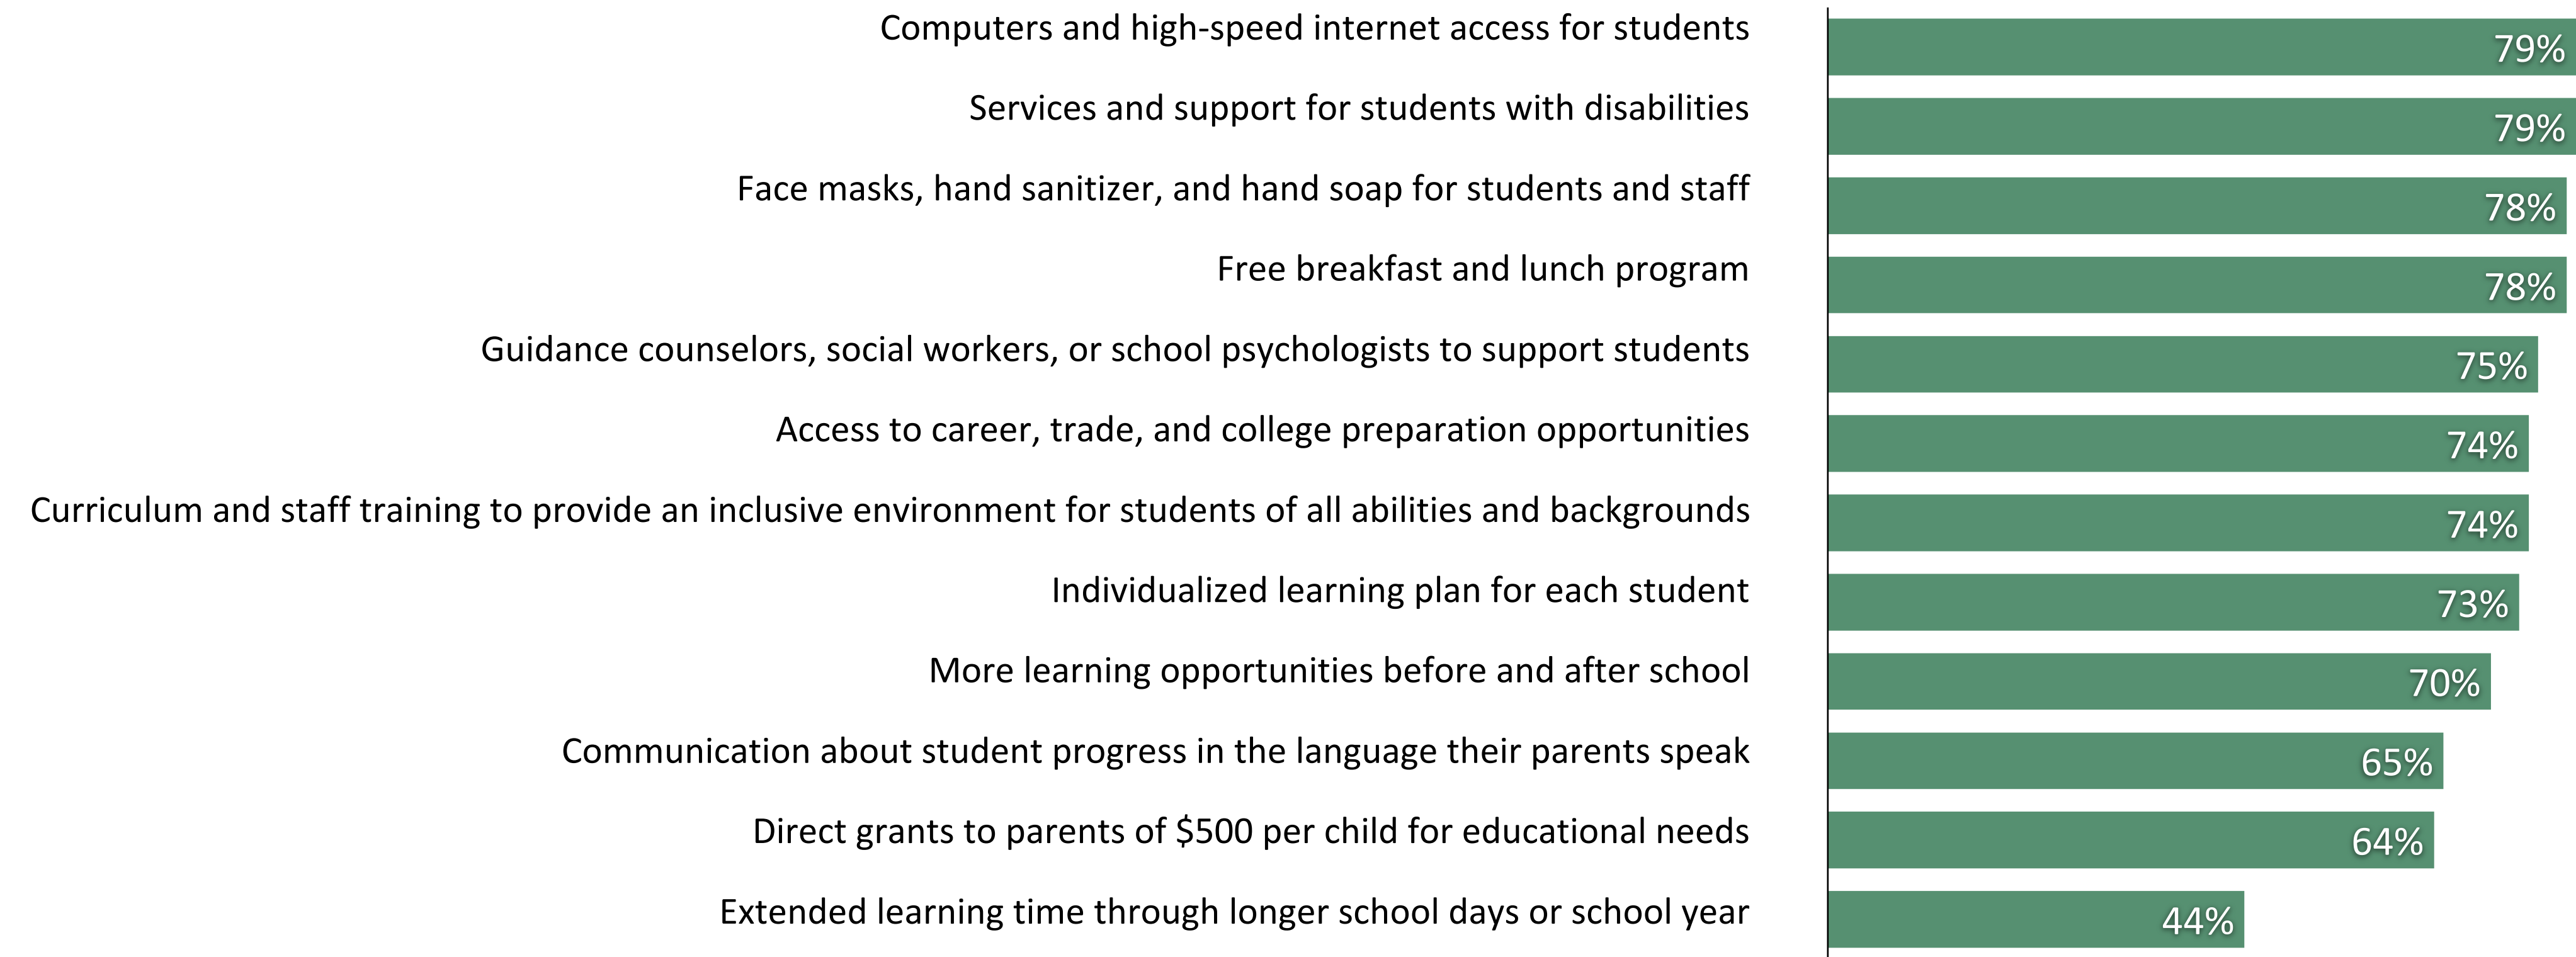 Computers and high-speed internet access for students 79%
Services and support for students with disabilities 79%
Face masks, hand sanitizer, and hand soap for students and staff 78%
Free breakfast and lunch program 78%
Guidance counselors, social workers, or school psychologists to support students 75%
Access to career, trade, and college preparation opportunities 74%
Curriculum and staff training to provide an inclusive environment for students of all abilities and backgrounds 74%
Individualized learning plan for each student 73%
More learning opportunities before and after school 70%
Communication about student progress in the language their parents speak 65%
Direct grants to parents of $500 per child for educational needs 64%
Extended learning time through longer school days or school year 44%